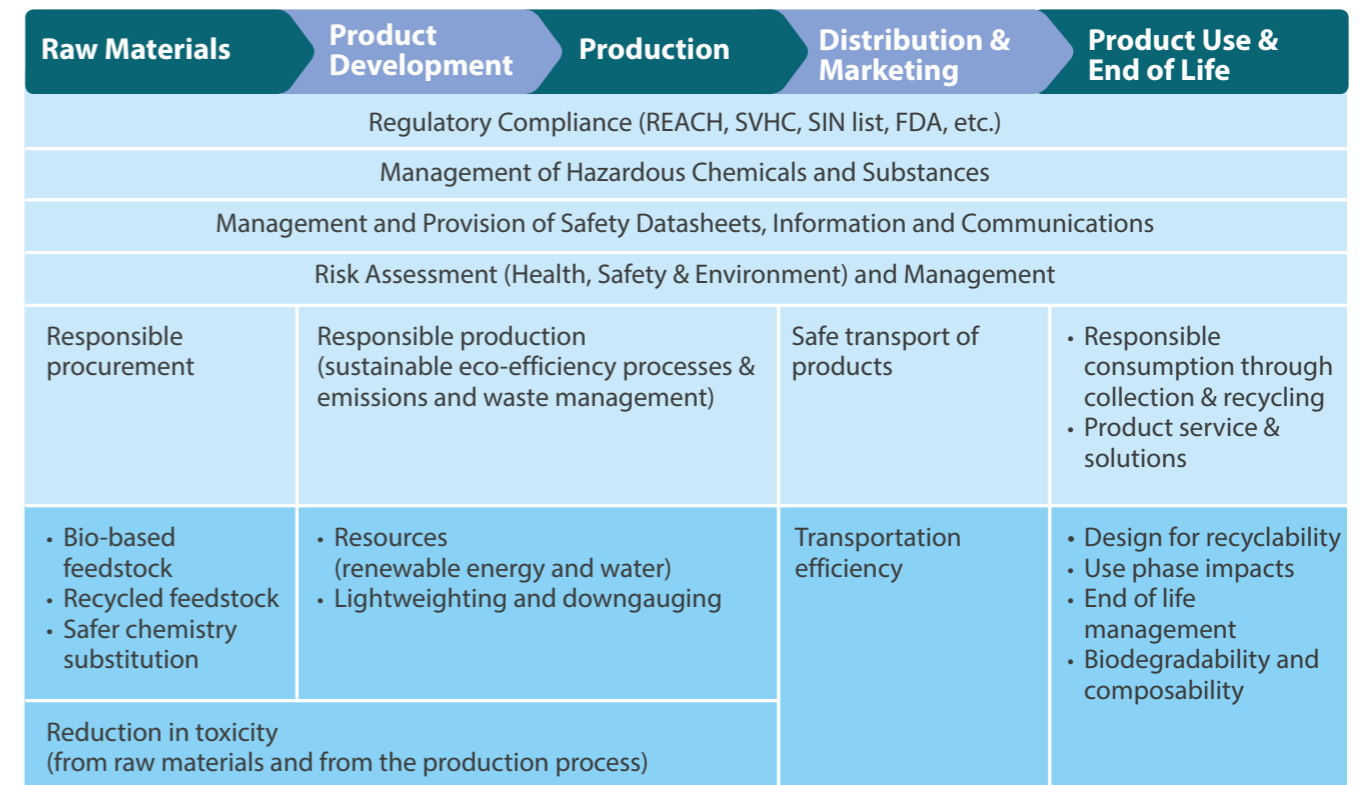 Raw Materials
Product
Development
Production
Distribution &
Marketing
Product Use &
End of Life
Regulatory Compliance (REACH, SVHC, SIN list, FDA, etc.)
Management of Hazardous Chemicals and Substances
Management and Provision of Safety Datasheets, Information and Communications
Risk Assessment (Health, Safety & Environment) and Management
Responsible
procurement
Responsible production
(sustainable eco-efficiency processes &
emissions and waste management)
Safe transport of
products
• Responsible
consumption through
collection & recycling
• Product service &
solutions
• Bio-based
feedstock
• Recycled feedstock
• Safer chemistry
substitution
• Resources
(renewable energy and water)
• Lightweighting and downgauging
Transportation
efficiency
• Design for recyclability
• Use phase impacts
• End of life
management
• Biodegradability and
composability
Reduction in toxicity
(from raw materials and from the production process)